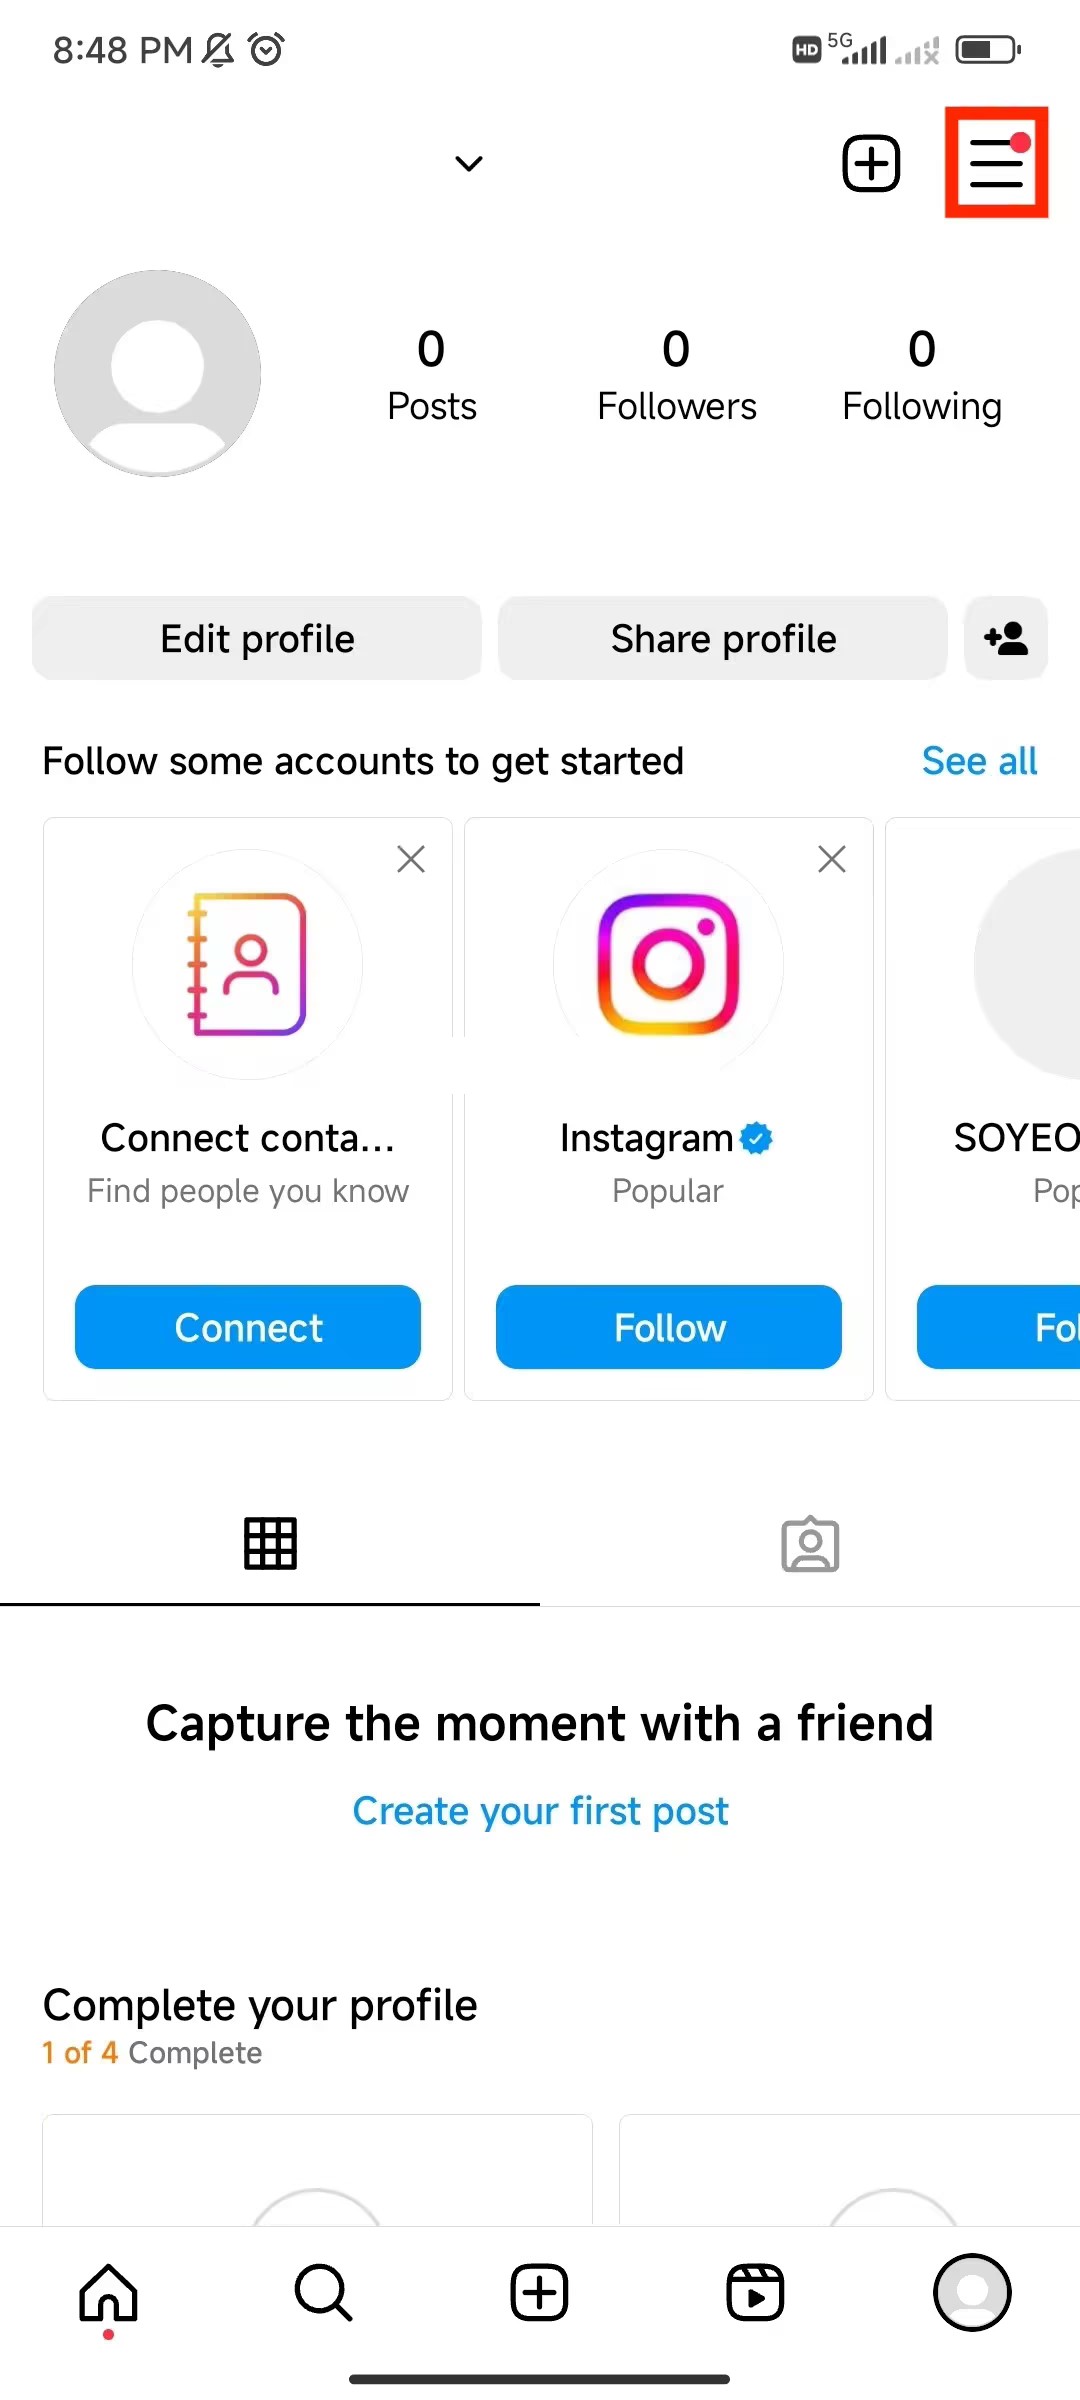 8:48 PM
HD 5G
0 0 0
Posts Followers Following
Edit profile Share profile
Follow some accounts to get started See all
Connect conta... Instagram SOYEO
Find people you know Popular Pop
Connect Follow Fol
Capture the moment with a friend
Create your first post
Complete your profile
1 of 4 Complete